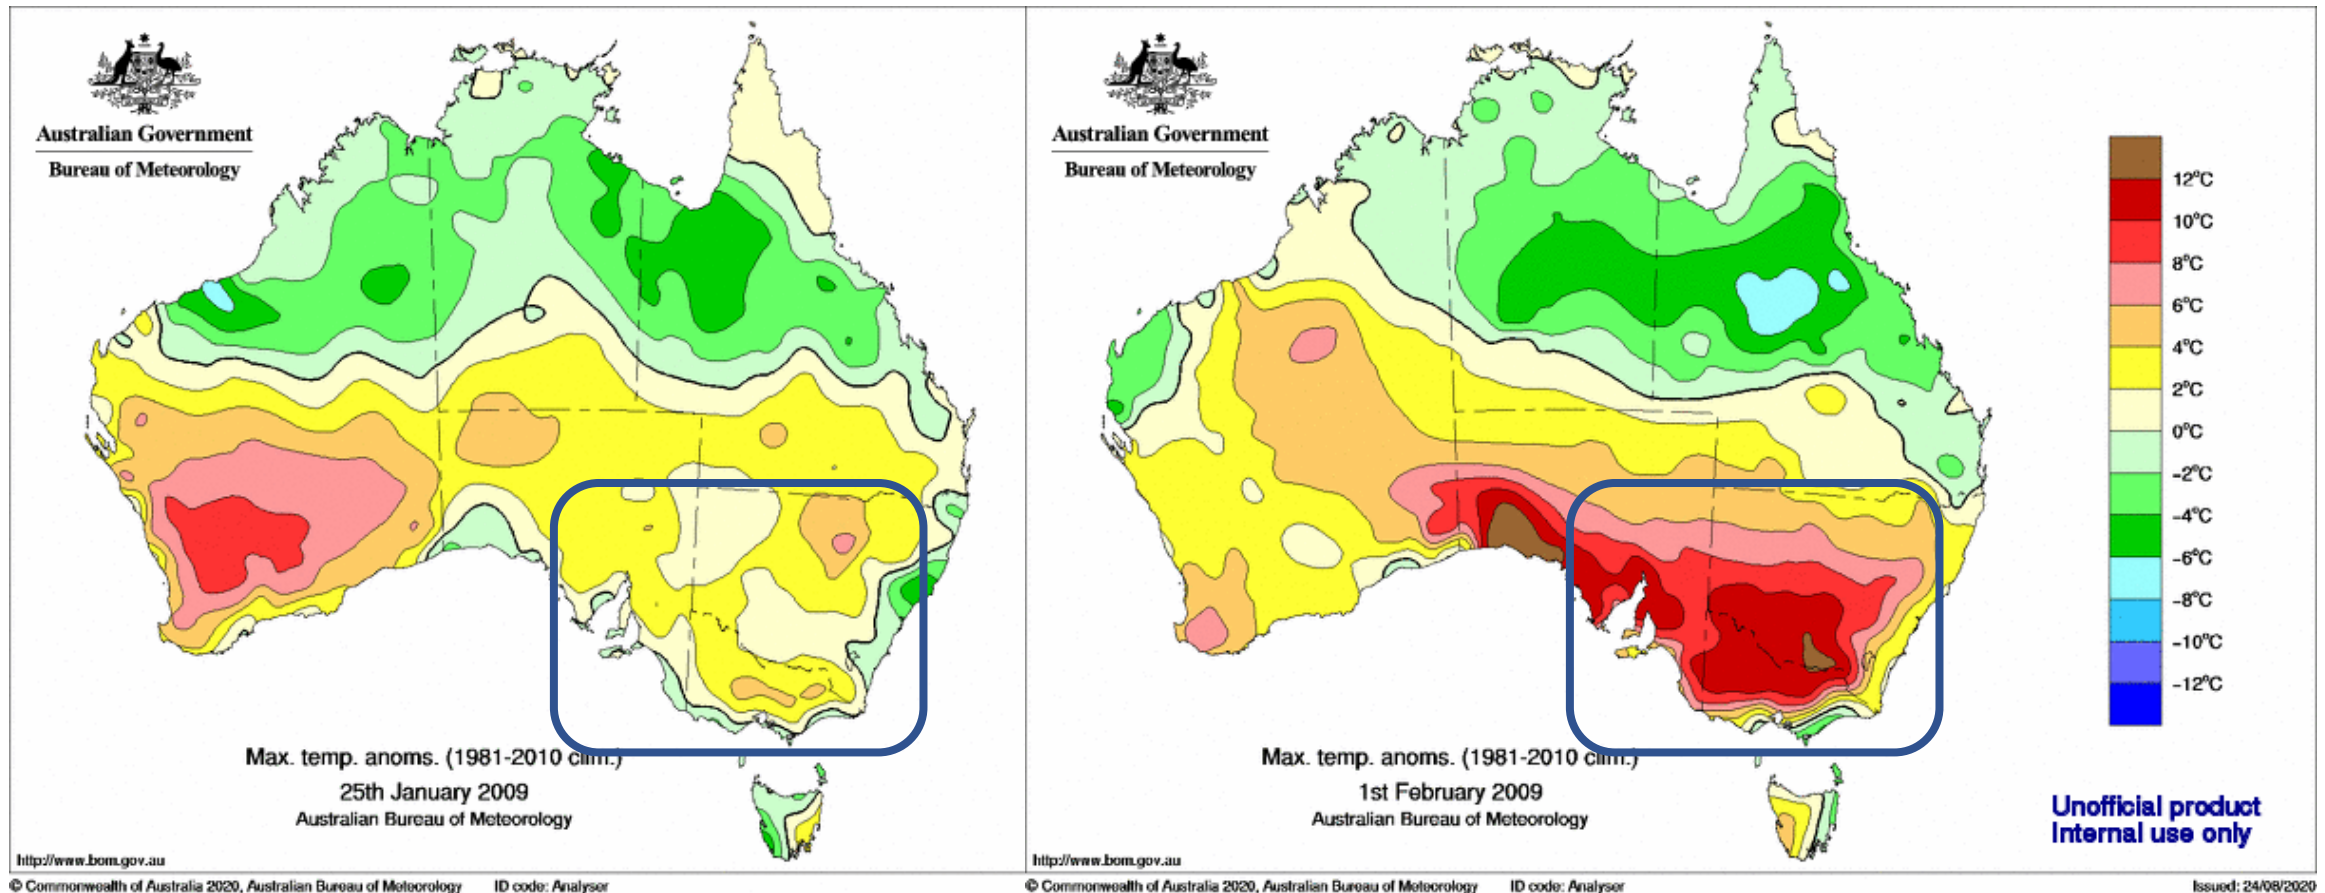 Australian Government
Bureau of Meteorology
Max. temp. anoms. (1981-2010 clim.)
25th January 2009
Australian Bureau of Meteorology
http://www.bom.gov.au
© Commonwealth of Australia 2020, Australian Bureau of Meteorology ID code: Analyser
Australian Government
Bureau of Meteorology
Max. temp. anoms. (1981-2010 clim.)
1st February 2009
Australian Bureau of Meteorology
http://www.bom.gov.au
© Commonwealth of Australia 2020, Australian Bureau of Meteorology ID code: Analyser
12°C
10°C
8°C
6°C
4°C
2°C
0°C
-2°C
-4°C
-6°C
-8°C
-10°C
-12°C
Unofficial product
Internal use only
Issued: 24/08/2020